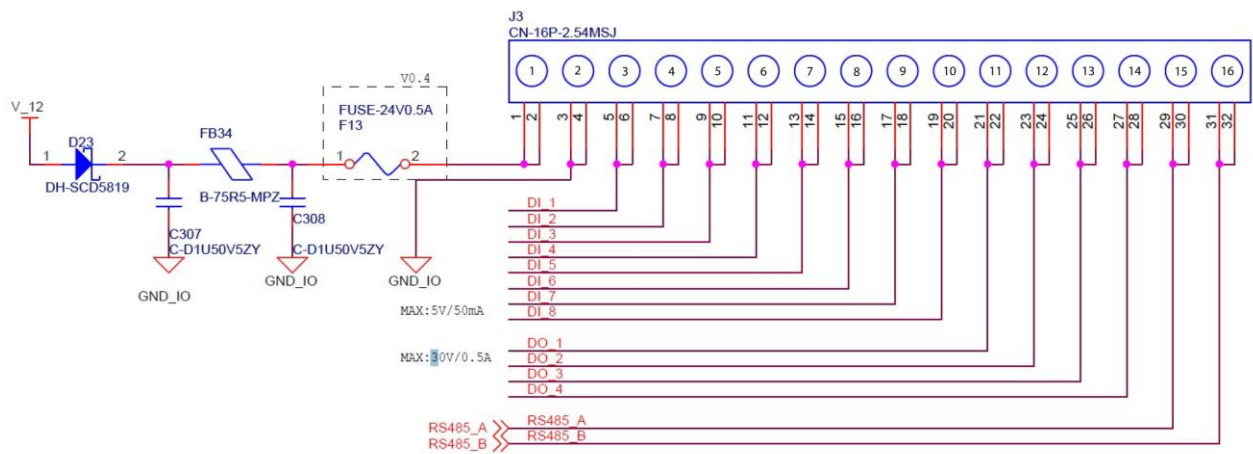 J3
CN-16P-2.54MSJ
1 2 3 4 5 6 7 8 9 10 11 12 13 14 15 16
1 2 3 4 5 6 7 8 9 10 11 12 13 14 15 16 17 18 19 20 21 22 23 24 25 26 27 28 29 30 31 32
V0.4
FUSE-24V0.5A
F13
1 2
V_12
1 D23 2
DH-SCD5819
FB34
B-75R5-MPZ
C307
C-D1U50V5ZY
GND_IO
C308
C-D1U50V5ZY
GND_IO
GND_IO
DI_1
DI_2
DI_3
DI_4
DI_5
DI_6
DI_7
MAX:5V/50mA
DI_8
DO_1
MAX:30V/0.5A
DO_2
DO_3
DO_4
RS485_A RS485_A
RS485_B RS485_B